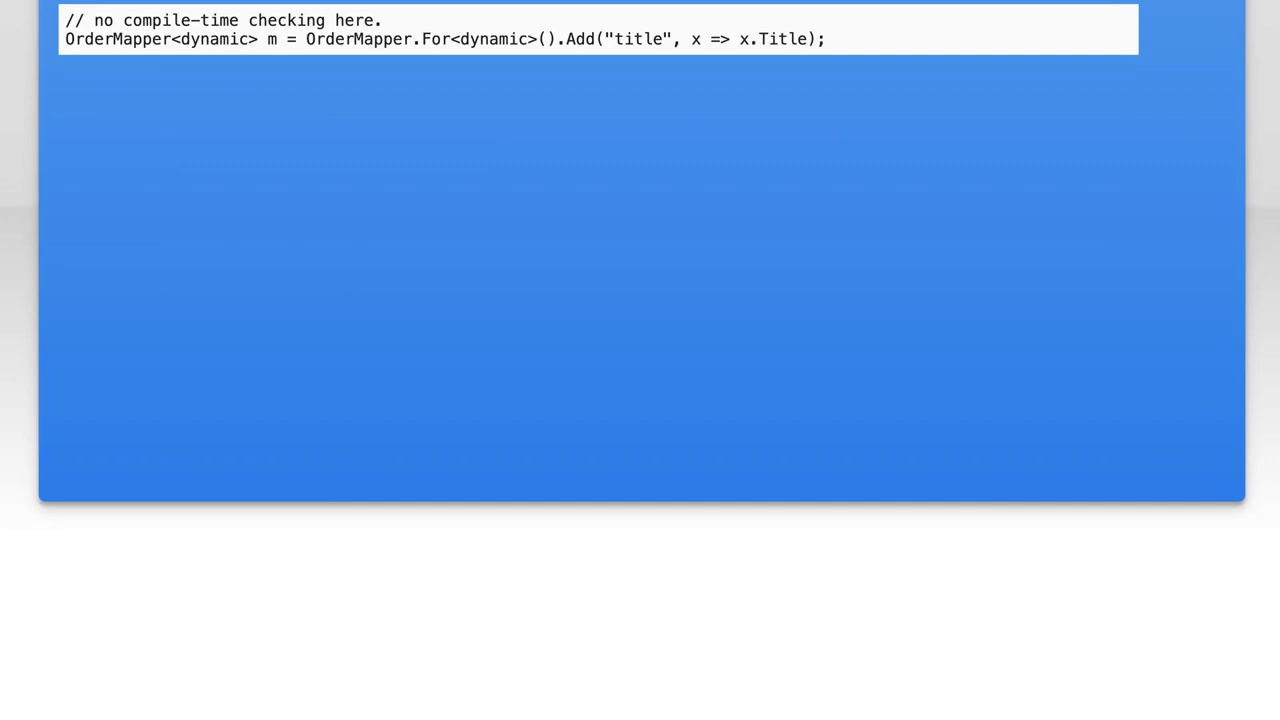 // no compile-time checking here.
OrderMapper<dynamic> m = OrderMapper.For<dynamic>().Add("title", x => x.Title);